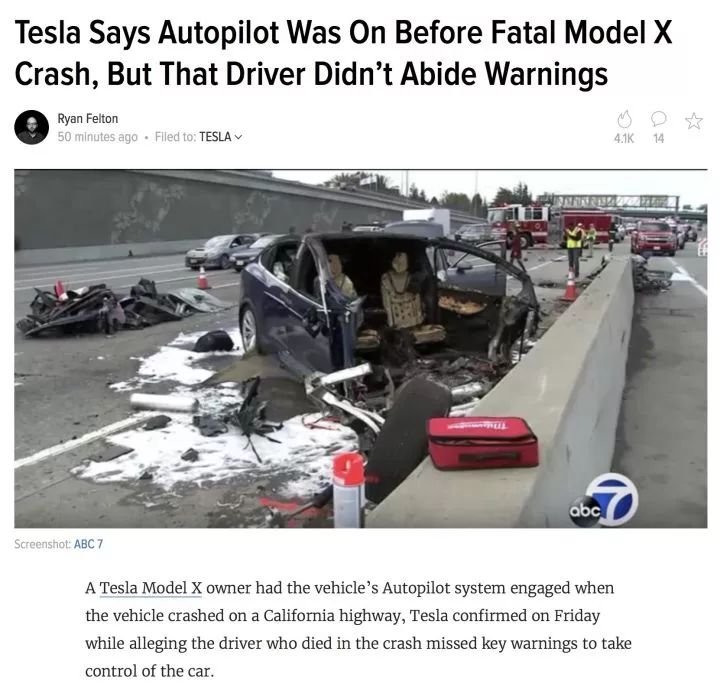 Tesla Says Autopilot Was On Before Fatal Model X
Crash, But That Driver Didn't Abide Warnings
Ryan Felton
50 minutes ago • Filed to: TESLA
4.1K 14
Milwaukee
abc 7
Screenshot: ABC 7
A Tesla Model X owner had the vehicle's Autopilot system engaged when
the vehicle crashed on a California highway, Tesla confirmed on Friday
while alleging the driver who died in the crash missed key warnings to take
control of the car.